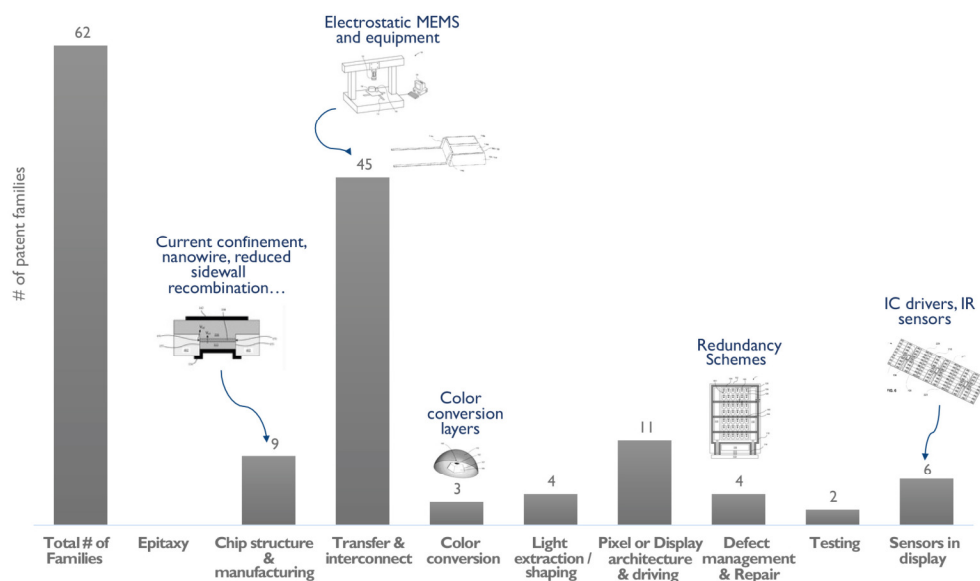 Electrostatic MEMS
and equipment
62
45
Current confinement,
nanowire, reduced
sidewall
recombination...
IC drivers, IR
sensors
Redundancy
Schemes
Color
conversion
layers
9
3
4
11
4
2
6
# of patent families
Total # of
Families
Epitaxy
Chip structure &
manufacturing
Transfer &
interconnect
Color
conversion
Light
extraction /
shaping
Pixel or Display
architecture
& driving
Defect
management
& Repair
Testing
Sensors in
display